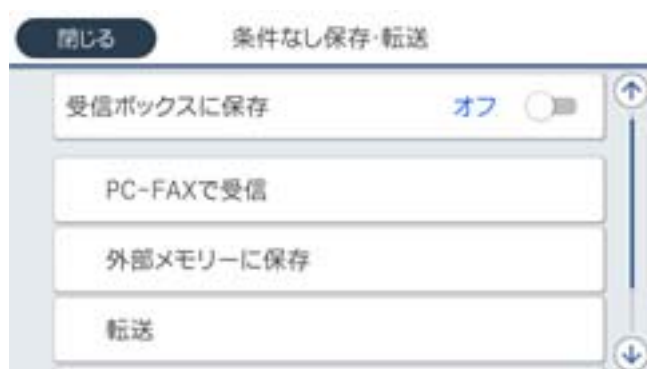 閉じる
条件なし保存・転送
受信ボックスに保存 オフ
PC-FAXで受信
外部メモリーに保存
転送